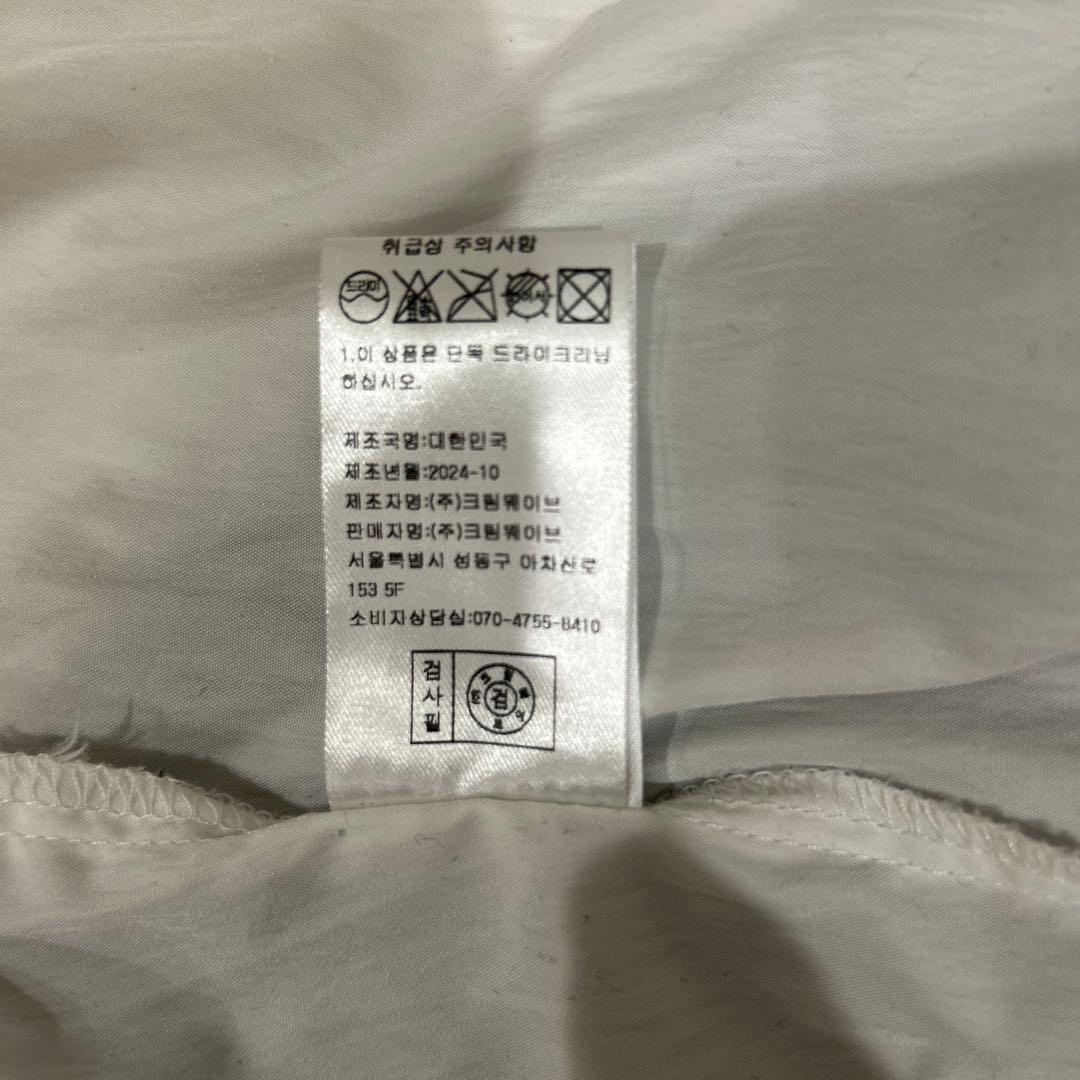 취급상 주의사항
드라이
1.이 상품은 단독 드라이크리닝
하십시오.
제조국명:대한민국
제조년월:2024-10
제조자명:(주)크림웨이브
판매자명:(주)크림웨이브
서울특별시 성동구 아차산로
153 5F
소비자상담실:070-4755-8410
검사필
검